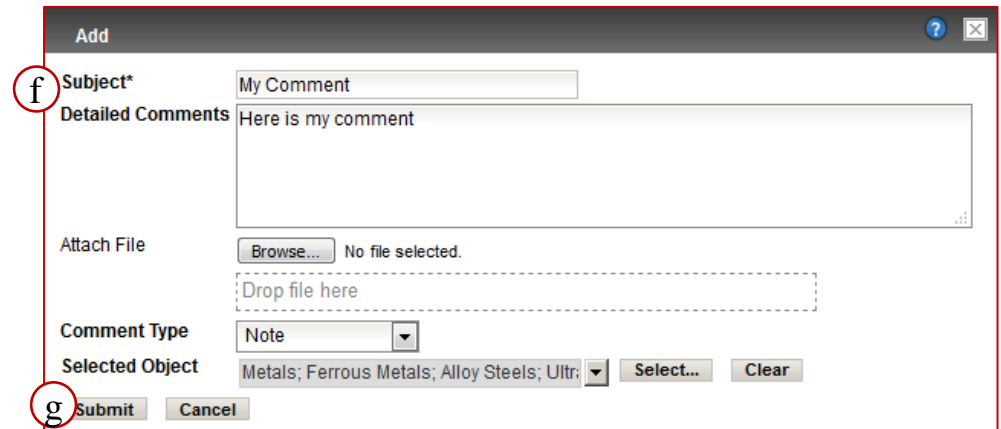 Add ?
f Subject* My Comment
Detailed Comments Here is my comment
Attach File Browse... No file selected.
Drop file here
Comment Type Note
Selected Object Metals; Ferrous Metals; Alloy Steels; Ultr Select... Clear
g Submit Cancel